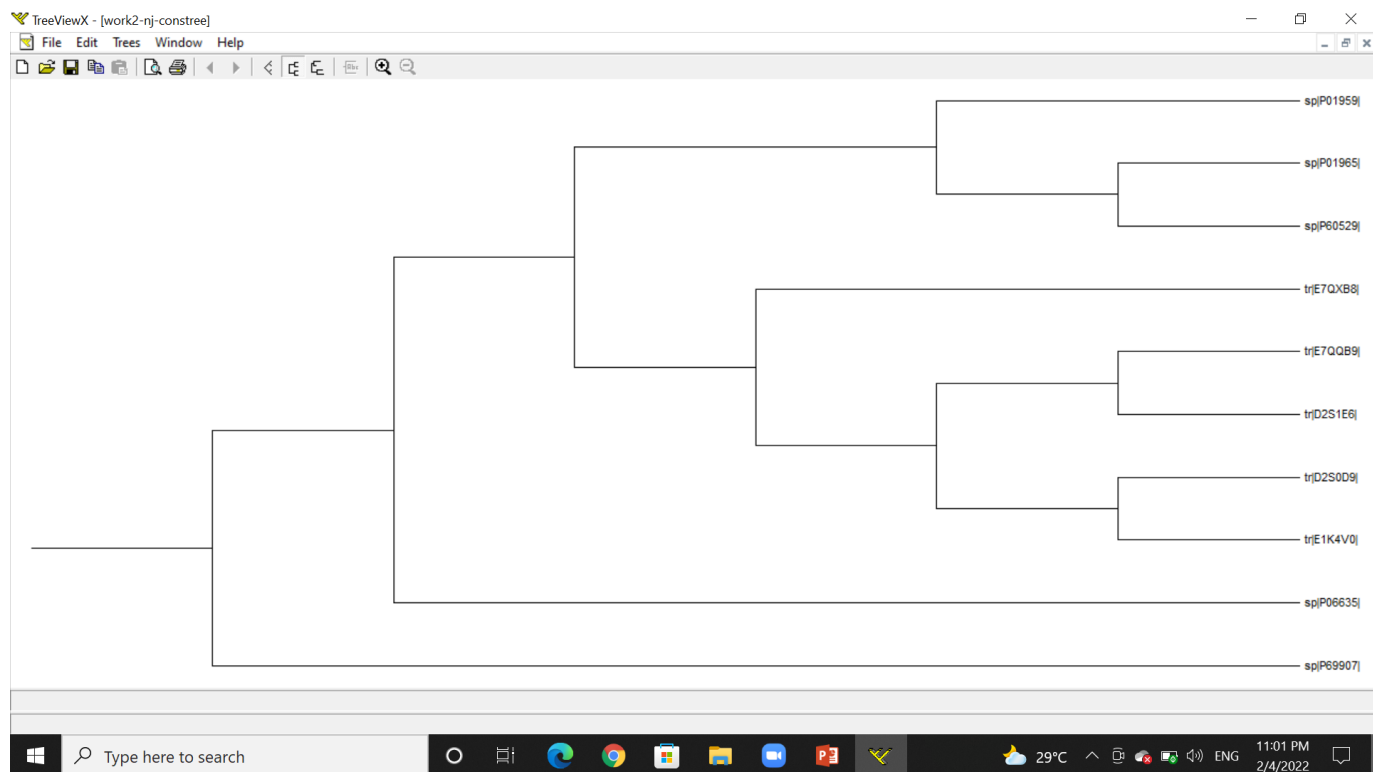 TreeViewX - [work2-nj-constree]
File Edit Trees Window Help
sp|P01959|
sp|P01965|
sp|P60529|
tr|E7QXB8|
tr|E7QQB9|
tr|D2S1E6|
tr|D2S0D9|
tr|E1K4V0|
sp|P06635|
sp|P69907|
Type here to search
29°C
ENG
11:01 PM
2/4/2022